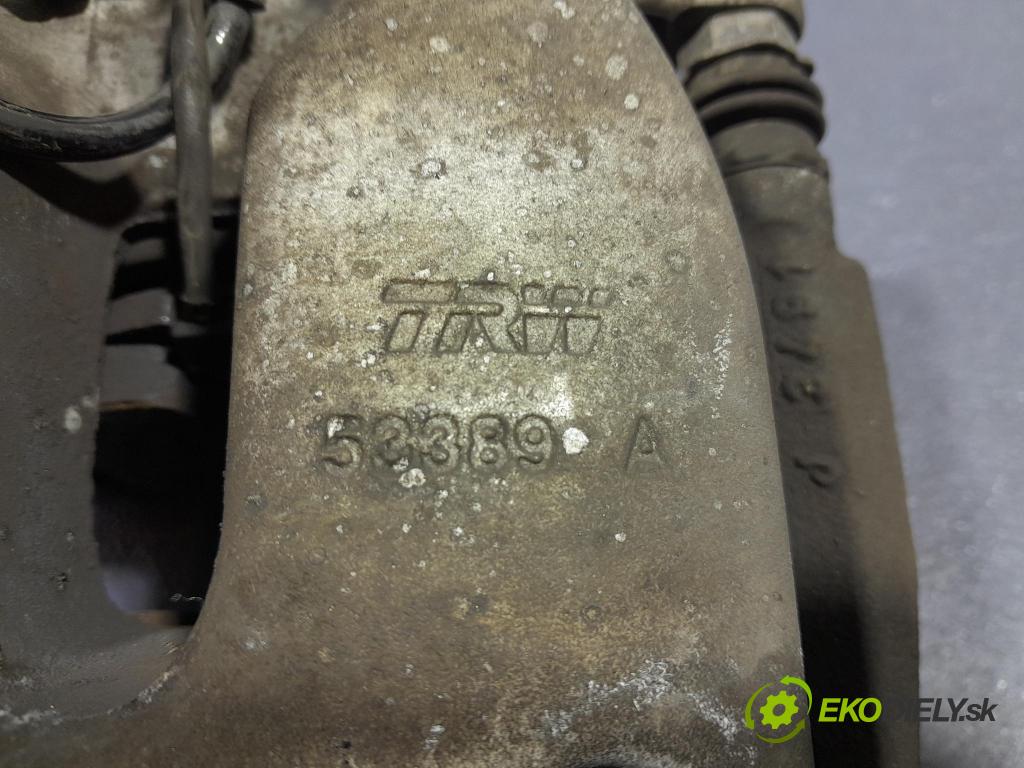 TRW
53389 A
EKODIELY.sk